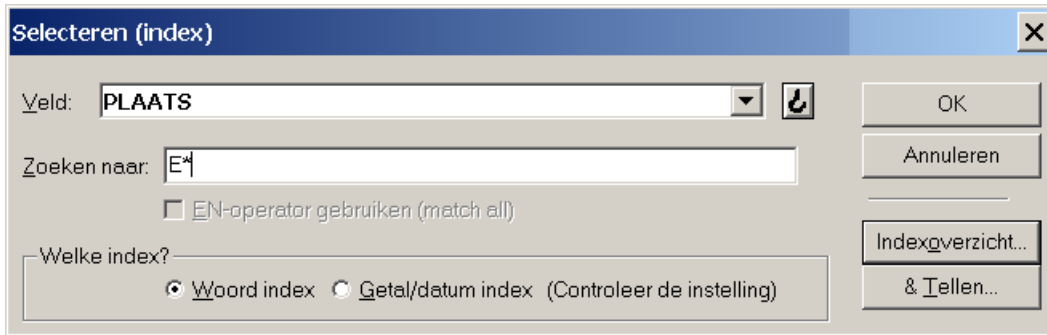 Selecteren (index)
Veld: PLAATS
OK
Zoeken naar: E*
Annuleren
EN-operator gebruiken (match all)
Indexoverzicht...
Welke index?
Woord index Getal/datum index (Controleer de instelling)
& Tellen...